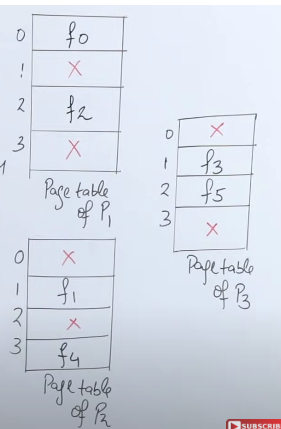 0 f0
1 ×
2 f2
3 ×
Page table
of P1
0 ×
1 f3
2 f5
3 ×
Page table
of P3
0 ×
1 f1
2 ×
3 f4
Page table
of P2
SUBSCRIB